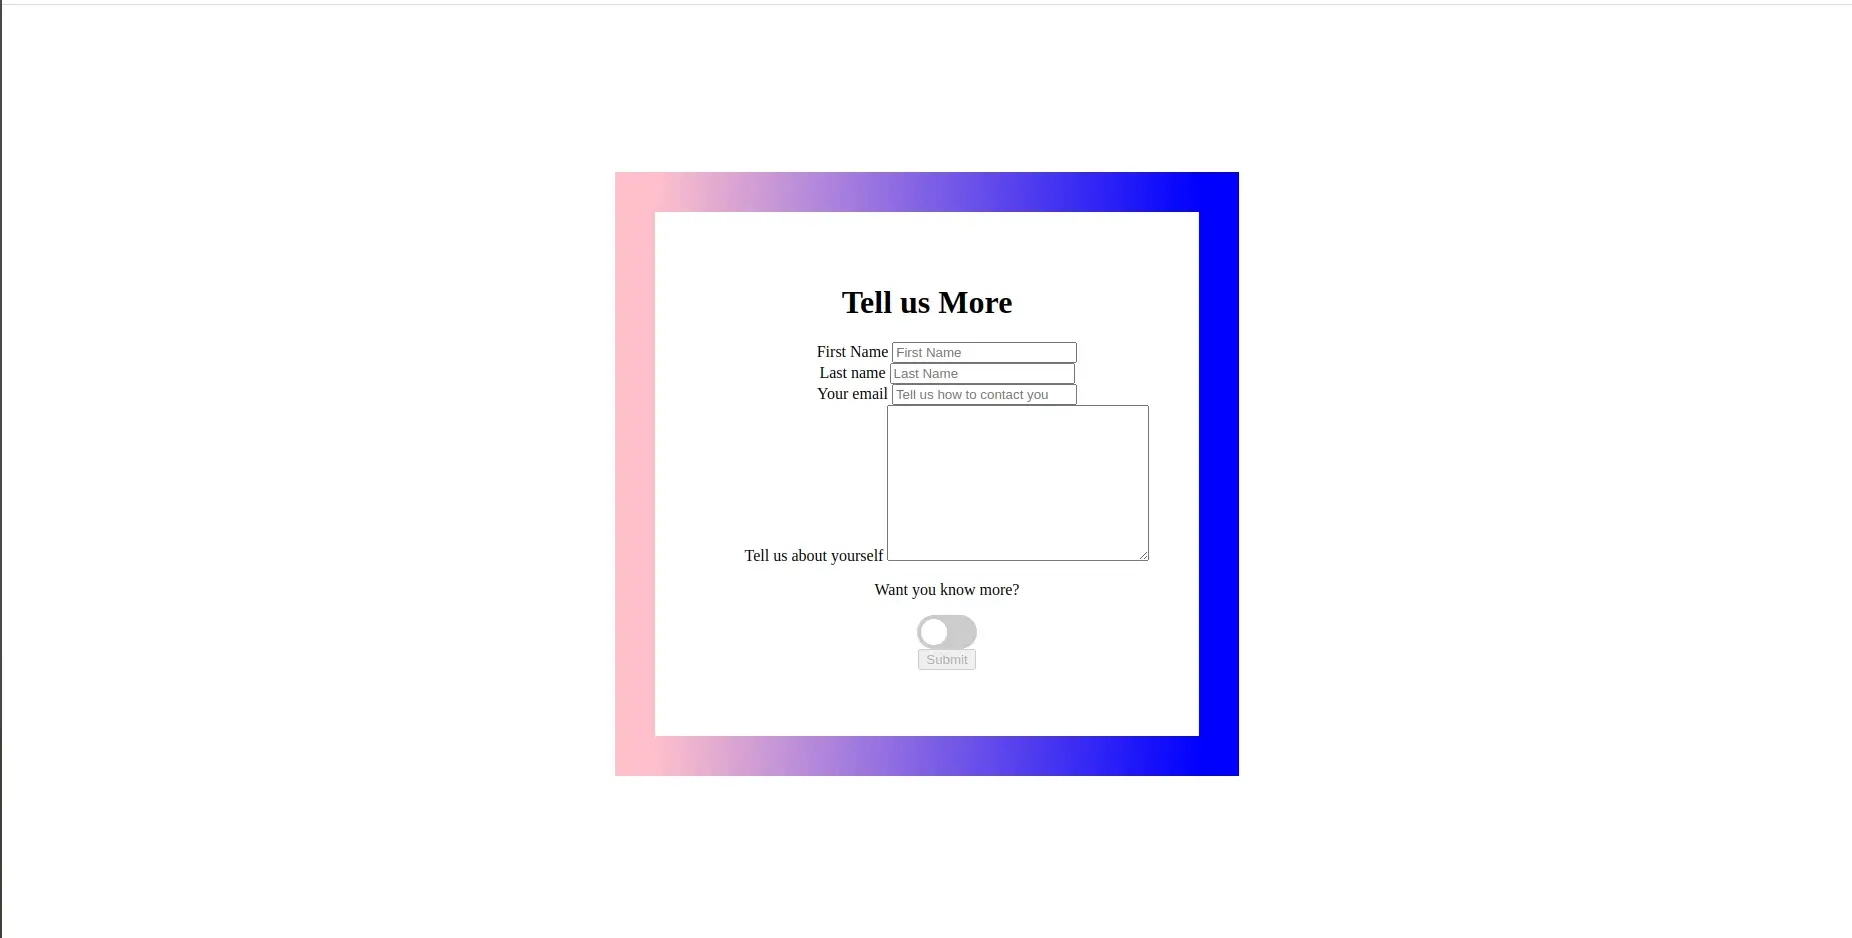 Tell us More
First Name First Name
Last name Last Name
Your email Tell us how to contact you
Tell us about yourself
Want you know more?
Submit